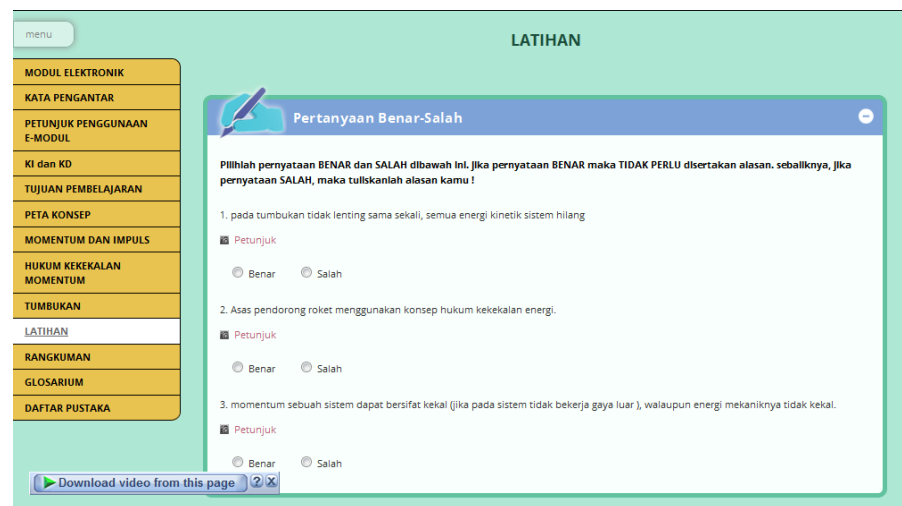 menu
LATIHAN
MODUL ELEKTRONIK
KATA PENGANTAR
PETUNJUK PENGGUNAAN
E-MODUL
KI dan KD
TUJUAN PEMBELAJARAN
PETA KONSEP
MOMENTUM DAN IMPULS
HUKUM KEKEKALAN
MOMENTUM
TUMBUKAN
LATIHAN
RANGKUMAN
GLOSARIUM
DAFTAR PUSTAKA
Pertanyaan Benar-Salah
Pilihlah pernyataan BENAR dan SALAH dibawah ini. Jika pernyataan BENAR maka TIDAK PERLU disertakan alasan. sebaliknya, jika
pernyataan SALAH, maka tuliskanlah alasan kamu !
1. pada tumbukan tidak lenting sama sekali, semua energi kinetik sistem hilang
Petunjuk
Benar Salah
2. Asas pendorong roket menggunakan konsep hukum kekekalan energi.
Petunjuk
Benar Salah
3. momentum sebuah sistem dapat bersifat kekal (jika pada sistem tidak bekerja gaya luar ), walaupun energi mekaniknya tidak kekal.
Petunjuk
Benar Salah
Download video from this page ? X